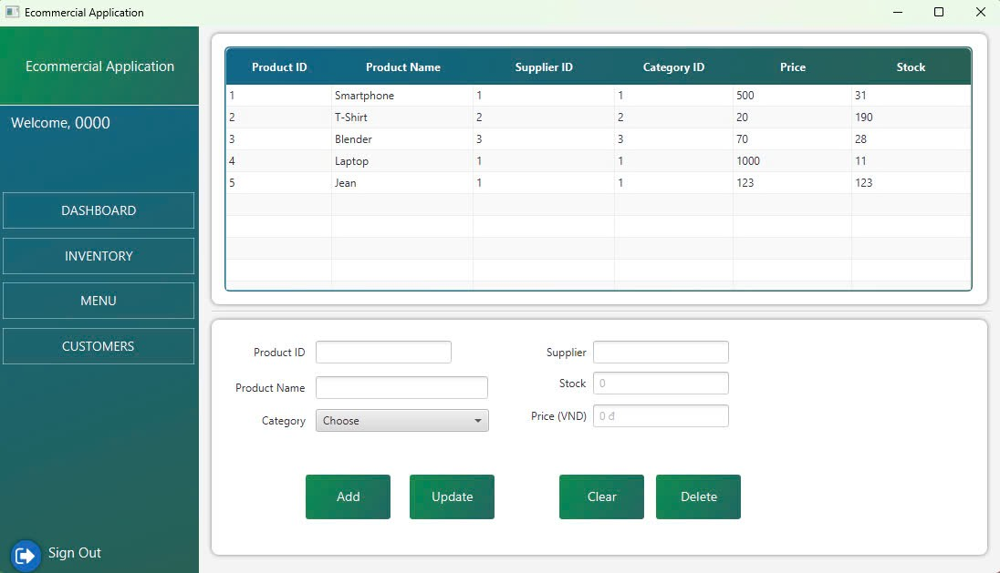 Ecommercial Application
Ecommercial Application
Welcome, 0000
DASHBOARD
INVENTORY
MENU
CUSTOMERS
Sign Out
Product ID Product Name Supplier ID Category ID Price Stock
1 Smartphone 1 1 500 31
2 T-Shirt 2 2 20 190
3 Blender 3 3 70 28
4 Laptop 1 1 1000 11
5 Jean 1 1 123 123
Product ID
Supplier
Product Name
Stock 0
Category Choose
Price (VND) 0 đ
Add Update Clear Delete